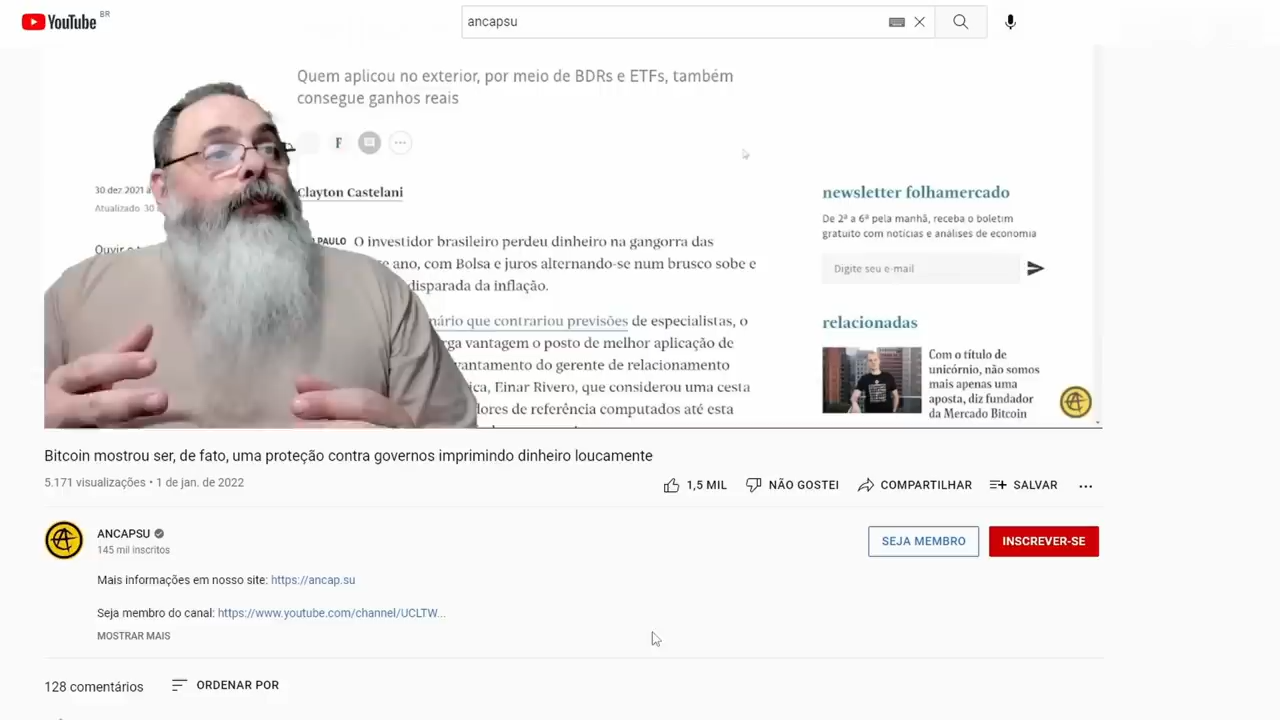 YouTube BR
ancapsu
Quem aplicou no exterior, por meio de BDRs e ETFs, também
consegue ganhos reais
F
30 dez.2021 à
Atualizado 30
Clayton Castelani
Ouvir o
PAULO O investidor brasileiro perdeu dinheiro na gangorra das
e ano, com Bolsa e juros alternando-se num brusco sobe e
disparada da inflação.
nário que contrariou previsões de especialistas, o
rga vantagem o posto de melhor aplicação de
vantamento do gerente de relacionamento
ica, Einar Rivero, que considerou uma cesta
dores de referência computados até esta
newsletter folhamercado
De 2ª a 6ª pela manhã, receba o boletim
gratuito com notícias e análises de economia
Digite seu e-mail
relacionadas
Com o título de
unicórnio, não somos
mais apenas uma
aposta, diz fundador
da Mercado Bitcoin
Bitcoin mostrou ser, de fato, uma proteção contra governos imprimindo dinheiro loucamente
5.171 visualizações • 1 de jan. de 2022
1,5 MIL NÃO GOSTEI COMPARTILHAR SALVAR ...
ANCAPSU
145 mil inscritos
SEJA MEMBRO INSCREVER-SE
Mais informações em nosso site: https://ancap.su
Seja membro do canal: https://www.youtube.com/channel/UCLTW...
MOSTRAR MAIS
128 comentários ORDENAR POR